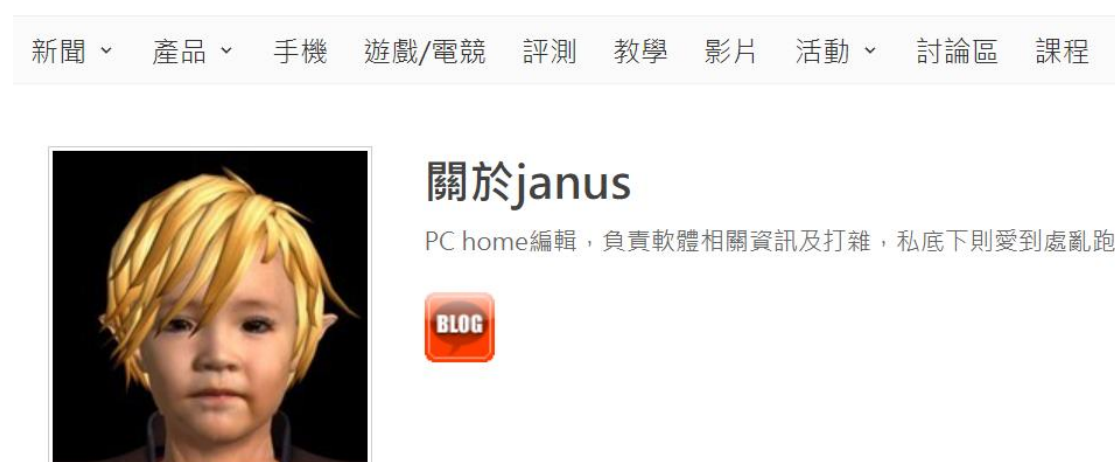 新聞 產品 手機 遊戲/電競 評測 教學 影片 活動 討論區 課程
關於janus
PC home編輯，負責軟體相關資訊及打雜，私底下則愛到處亂跑
BLOG